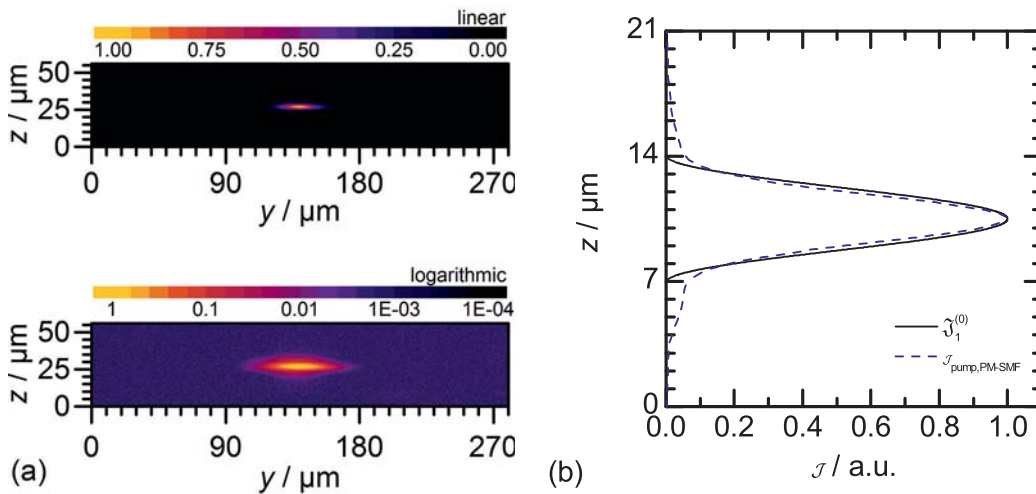 linear
1.00 0.75 0.50 0.25 0.00
50
25
0
z / µm
0 90 180 270
y / µm
logarithmic
1 0.1 0.01 1E-03 1E-04
50
25
0
z / µm
0 90 180 270
y / µm
(a)
21
14
7
0
z / µm
0.0 0.2 0.4 0.6 0.8 1.0
𝒥 / a.u.
𝔍₁⁽⁰⁾
𝒥pump,PM-SMF
(b)